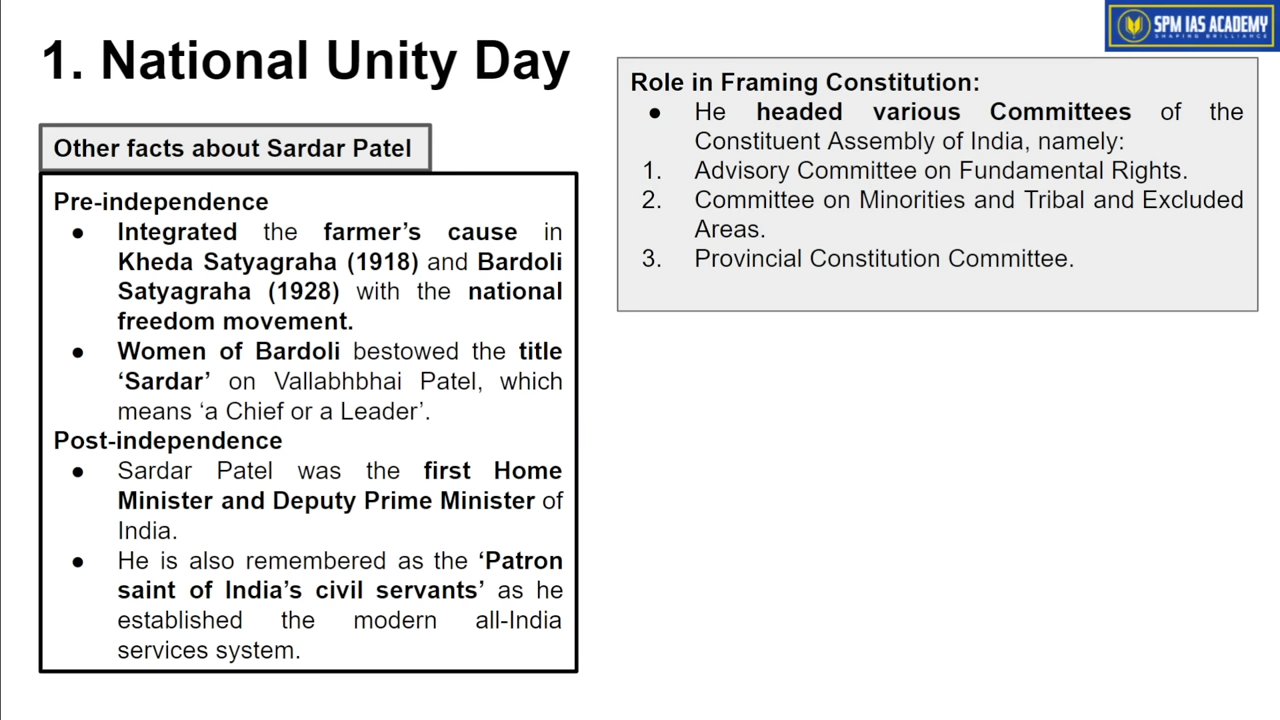 SPM IAS ACADEMY
SHAPING BRILLIANCE
1. National Unity Day
Other facts about Sardar Patel
Pre-independence
● Integrated the farmer’s cause in
Kheda Satyagraha (1918) and Bardoli
Satyagraha (1928) with the national
freedom movement.
● Women of Bardoli bestowed the title
‘Sardar’ on Vallabhbhai Patel, which
means ‘a Chief or a Leader’.
Post-independence
● Sardar Patel was the first Home
Minister and Deputy Prime Minister of
India.
● He is also remembered as the ‘Patron
saint of India’s civil servants’ as he
established the modern all-India
services system.
Role in Framing Constitution:
● He headed various Committees of the
Constituent Assembly of India, namely:
1. Advisory Committee on Fundamental Rights.
2. Committee on Minorities and Tribal and Excluded
Areas.
3. Provincial Constitution Committee.